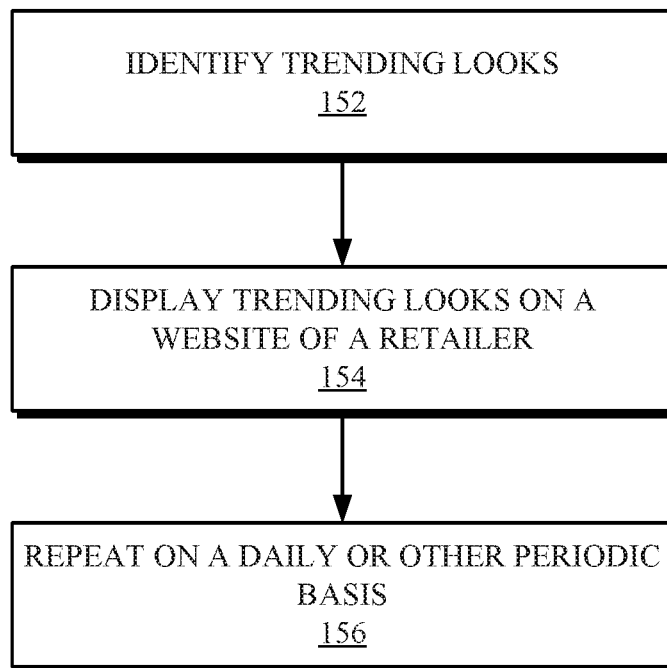 IDENTIFY TRENDING LOOKS
152
DISPLAY TRENDING LOOKS ON A
WEBSITE OF A RETAILER
154
REPEAT ON A DAILY OR OTHER PERIODIC
BASIS
156